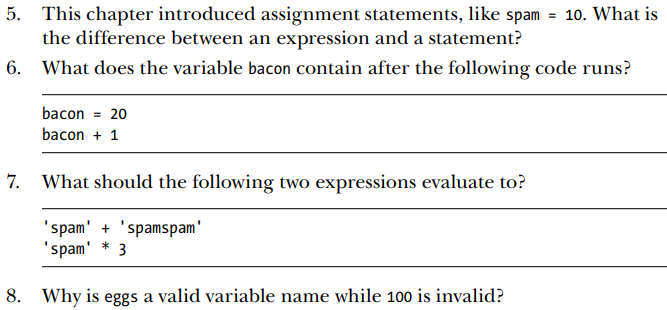 5. This chapter introduced assignment statements, like spam = 10. What is
the difference between an expression and a statement?
6. What does the variable bacon contain after the following code runs?
bacon = 20
bacon + 1
7. What should the following two expressions evaluate to?
'spam' + 'spamspam'
'spam' * 3
8. Why is eggs a valid variable name while 100 is invalid?